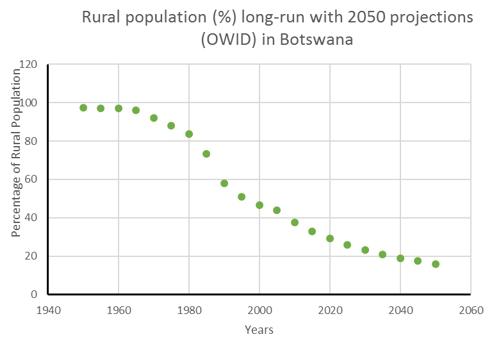 Rural population (%) long-run with 2050 projections
(OWID) in Botswana
Percentage of Rural Population
120
100
80
60
40
20
0
1940 1960 1980 2000 2020 2040 2060
Years